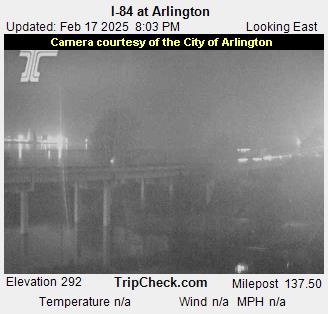 I-84 at Arlington
Updated: Feb 17 2025 8:03 PM Looking East
Camera courtesy of the City of Arlington
Elevation 292 TripCheck.com Milepost 137.50
Temperature n/a Wind n/a MPH n/a